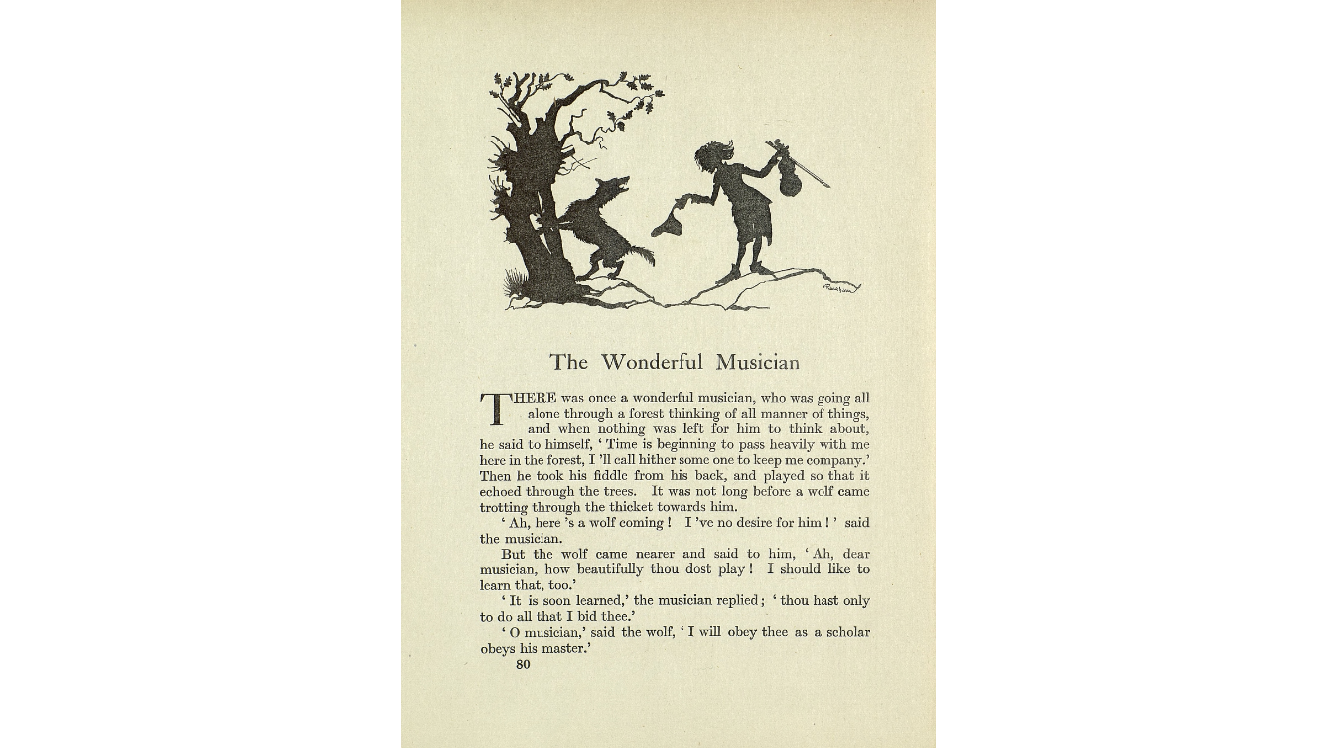 Rackham
The Wonderful Musician
THERE was once a wonderful musician, who was going all
alone through a forest thinking of all manner of things,
and when nothing was left for him to think about,
he said to himself, ‘ Time is beginning to pass heavily with me
here in the forest, I ’ll call hither some one to keep me company.’
Then he took his fiddle from his back, and played so that it
echoed through the trees. It was not long before a wolf came
trotting through the thicket towards him.
‘ Ah, here ’s a wolf coming ! I ’ve no desire for him ! ’ said
the musician.
But the wolf came nearer and said to him, ‘ Ah, dear
musician, how beautifully thou dost play ! I should like to
learn that, too.’
‘ It is soon learned,’ the musician replied ; ‘ thou hast only
to do all that I bid thee.’
‘ O musician,’ said the wolf, ‘ I will obey thee as a scholar
obeys his master.’
80